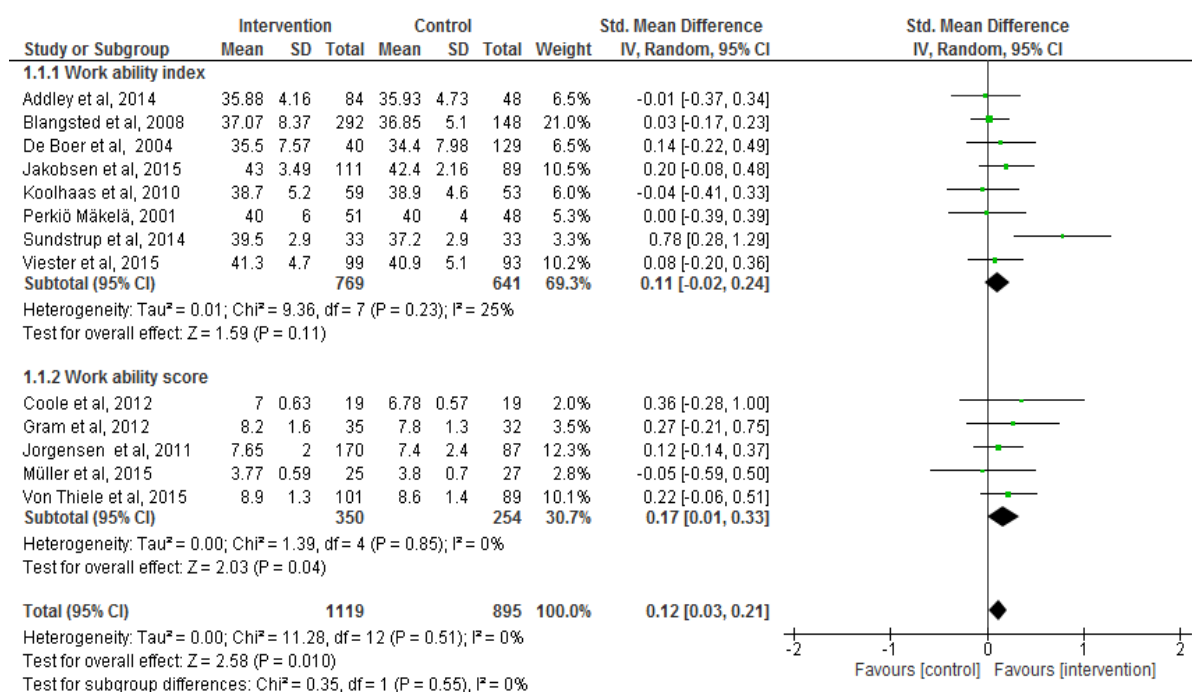 Intervention Control Std. Mean Difference Std. Mean Difference
Study or Subgroup Mean SD Total Mean SD Total Weight IV, Random, 95% CI IV, Random, 95% CI
1.1.1 Work ability index
Addley et al, 2014 35.88 4.16 84 35.93 4.73 48 6.5% -0.01 [-0.37, 0.34]
Blangsted et al, 2008 37.07 8.37 292 36.85 5.1 148 21.0% 0.03 [-0.17, 0.23]
De Boer et al, 2004 35.5 7.57 40 34.4 7.98 129 6.5% 0.14 [-0.22, 0.49]
Jakobsen et al, 2015 43 3.49 111 42.4 2.16 89 10.5% 0.20 [-0.08, 0.48]
Koolhaas et al, 2010 38.7 5.2 59 38.9 4.6 53 6.0% -0.04 [-0.41, 0.33]
Perkiö Mäkelä, 2001 40 6 51 40 4 48 5.3% 0.00 [-0.39, 0.39]
Sundstrup et al, 2014 39.5 2.9 33 37.2 2.9 33 3.3% 0.78 [0.28, 1.29]
Viester et al, 2015 41.3 4.7 99 40.9 5.1 93 10.2% 0.08 [-0.20, 0.36]
Subtotal (95% CI) 769 641 69.3% 0.11 [-0.02, 0.24]
Heterogeneity: Tau² = 0.01; Chi² = 9.36, df = 7 (P = 0.23); I² = 25%
Test for overall effect: Z = 1.59 (P = 0.11)
1.1.2 Work ability score
Coole et al, 2012 7 0.63 19 6.78 0.57 19 2.0% 0.36 [-0.28, 1.00]
Gram et al, 2012 8.2 1.6 35 7.8 1.3 32 3.5% 0.27 [-0.21, 0.75]
Jorgensen et al, 2011 7.65 2 170 7.4 2.4 87 12.3% 0.12 [-0.14, 0.37]
Müller et al, 2015 3.77 0.59 25 3.8 0.7 27 2.8% -0.05 [-0.59, 0.50]
Von Thiele et al, 2015 8.9 1.3 101 8.6 1.4 89 10.1% 0.22 [-0.06, 0.51]
Subtotal (95% CI) 350 254 30.7% 0.17 [0.01, 0.33]
Heterogeneity: Tau² = 0.00; Chi² = 1.39, df = 4 (P = 0.85); I² = 0%
Test for overall effect: Z = 2.03 (P = 0.04)
Total (95% CI) 1119 895 100.0% 0.12 [0.03, 0.21]
Heterogeneity: Tau² = 0.00; Chi² = 11.28, df = 12 (P = 0.51); I² = 0%
Test for overall effect: Z = 2.58 (P = 0.010)
Test for subgroup differences: Chi² = 0.35, df = 1 (P = 0.55), I² = 0%
-2 -1 0 1 2
Favours [control] Favours [intervention]